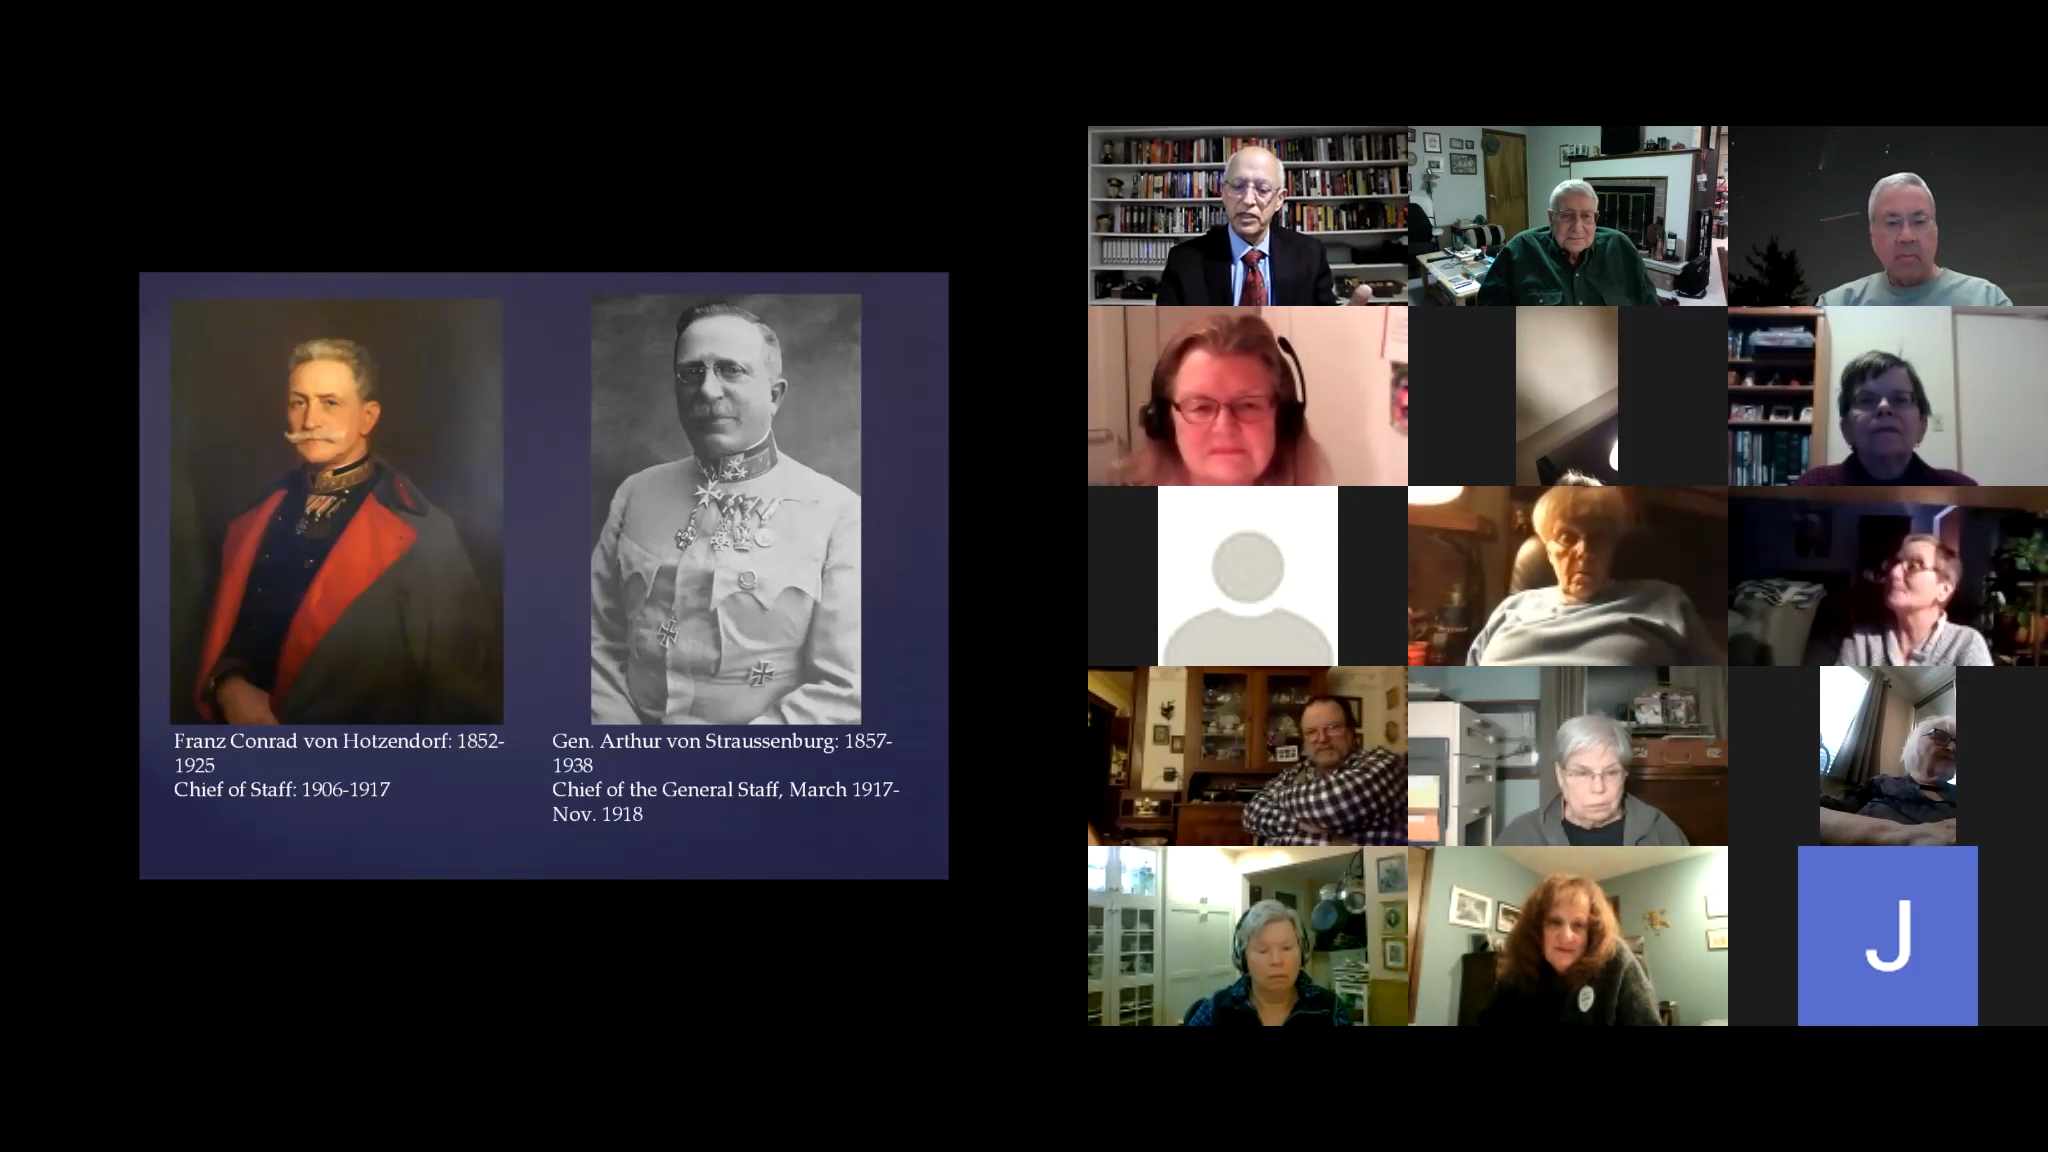 Franz Conrad von Hotzendorf: 1852-
1925
Chief of Staff: 1906-1917
Gen. Arthur von Straussenburg: 1857-
1938
Chief of the General Staff, March 1917-
Nov. 1918
J